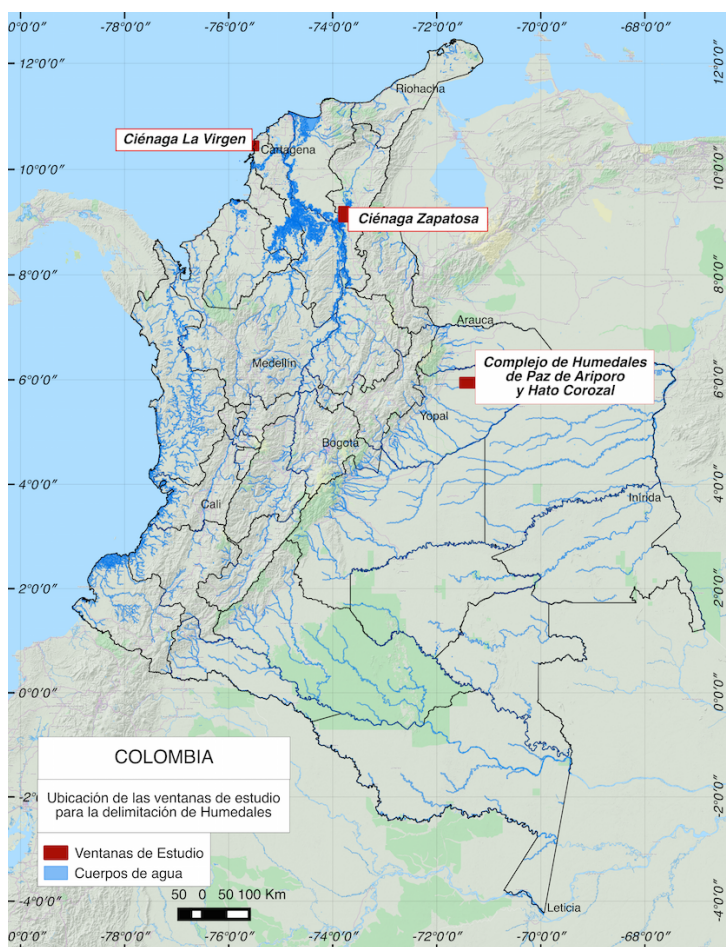 0°0'0"
-78°0'0"
-76°0'0"
-74°0'0"
-72°0'0"
-70°0'0"
-68°0'0"
12°0'0"
12°0'0"
Riohacha
Ciénaga La Virgen
Cartagena
10°0'0"
10°0'0"
Ciénaga Zapatosa
8°0'0"
8°0'0"
Arauca
Medellín
Complejo de Humedales
de Paz de Ariporo
y Hato Corozal
6°0'0"
6°0'0"
Yopal
Bogotá
4°0'0"
4°0'0"
Cali
Inírida
2°0'0"
2°0'0"
0°0'0"
0°0'0"
COLOMBIA
Ubicación de las ventanas de estudio
para la delimitación de Humedales
-2°0'0"
-2°0'0"
Ventanas de Estudio
Cuerpos de agua
50 0 50 100 Km
-4°0'0"
-4°0'0"
Leticia
-78°0'0"
-76°0'0"
-74°0'0"
-72°0'0"
-70°0'0"
-68°0'0"